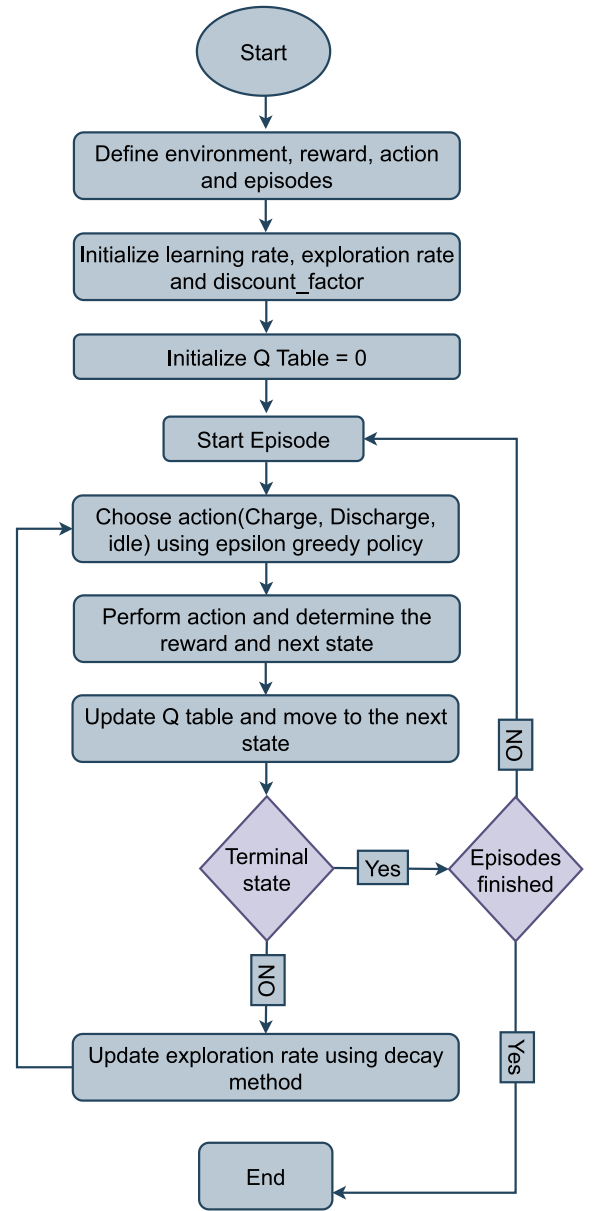 Start
Define environment, reward, action
and episodes
Initialize learning rate, exploration rate
and discount_factor
Initialize Q Table = 0
Start Episode
Choose action(Charge, Discharge,
idle) using epsilon greedy policy
Perform action and determine the
reward and next state
Update Q table and move to the next
state
Terminal
state
Yes
Episodes
finished
NO
NO
Update exploration rate using decay
method
Yes
End